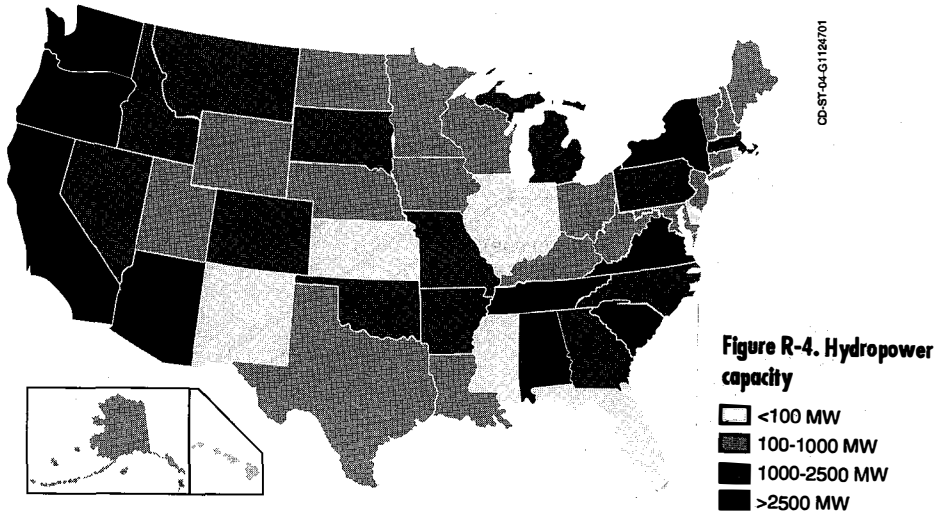 CD-ST-04-G1124701
Figure R-4. Hydropower
capacity
<100 MW
100-1000 MW
1000-2500 MW
>2500 MW